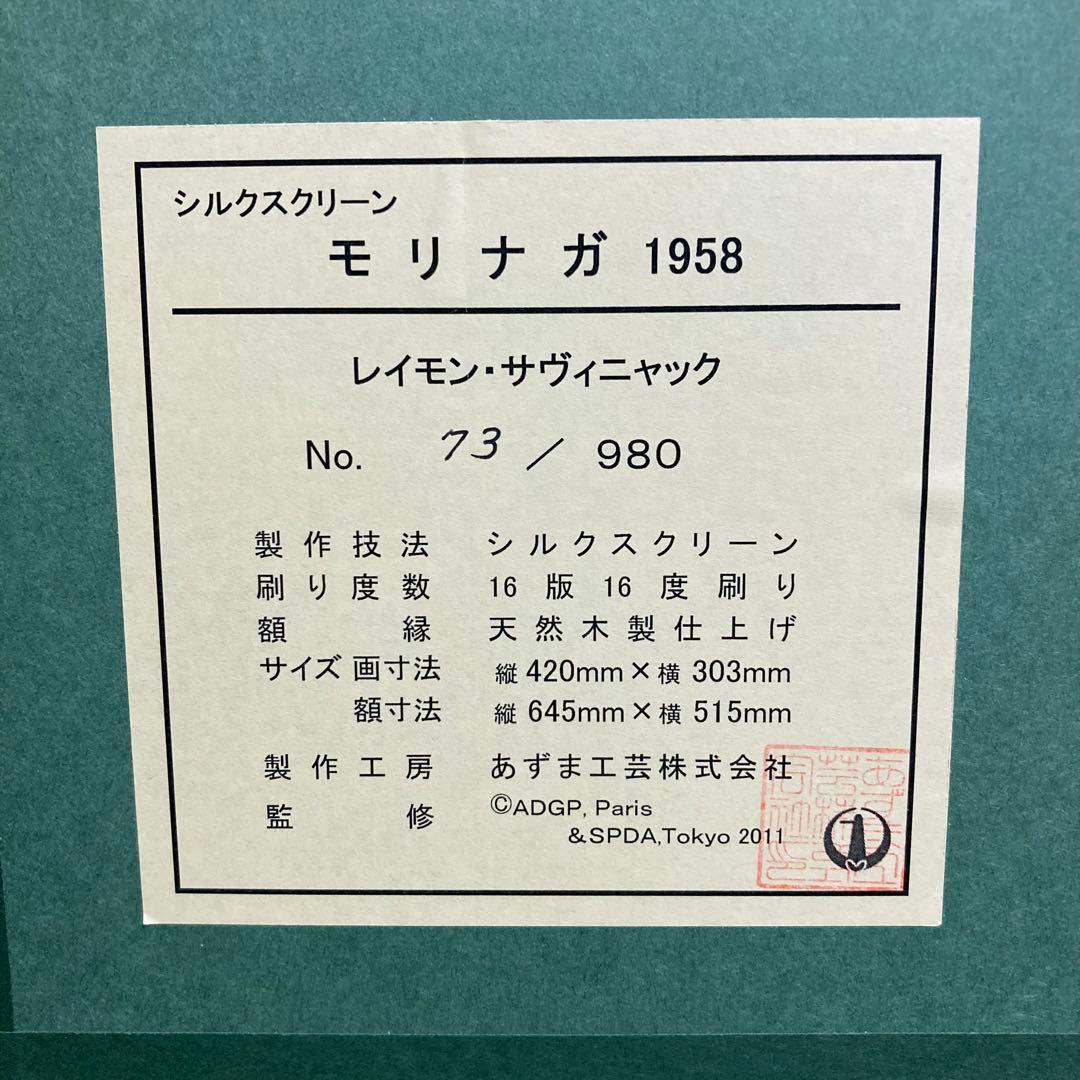 シルクスクリーン
モリナガ 1958
レイモン・サヴィニャック
No. 73 / 980
製作技法 シルクスクリーン
刷り度数 16版16度刷り
額縁 天然木製仕上げ
サイズ 画寸法 縦 420mm×横 303mm
額寸法 縦 645mm×横 515mm
製作工房 あずま工芸株式会社
監修 ©ADGP, Paris
&SPDA,Tokyo 2011